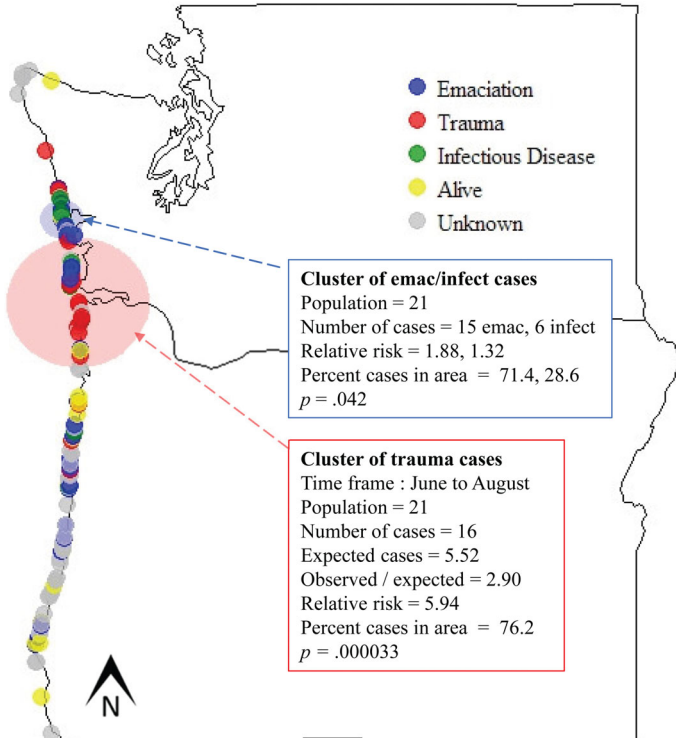 Emaciation
Trauma
Infectious Disease
Alive
Unknown
Cluster of emac/infect cases
Population = 21
Number of cases = 15 emac, 6 infect
Relative risk = 1.88, 1.32
Percent cases in area = 71.4, 28.6
p = .042
Cluster of trauma cases
Time frame : June to August
Population = 21
Number of cases = 16
Expected cases = 5.52
Observed / expected = 2.90
Relative risk = 5.94
Percent cases in area = 76.2
p = .000033
N